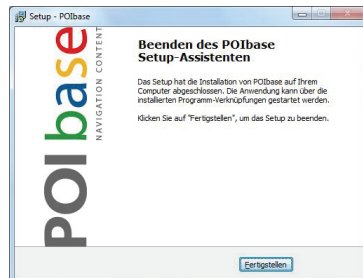 Setup - POIbase
POIbase
NAVIGATION CONTENT
Beenden des POIbase
Setup-Assistenten
Das Setup hat die Installation von POIbase auf Ihrem
Computer abgeschlossen. Die Anwendung kann über die
installierten Programm-Verknüpfungen gestartet werden.
Klicken Sie auf "Fertigstellen", um das Setup zu beenden.
Fertigstellen